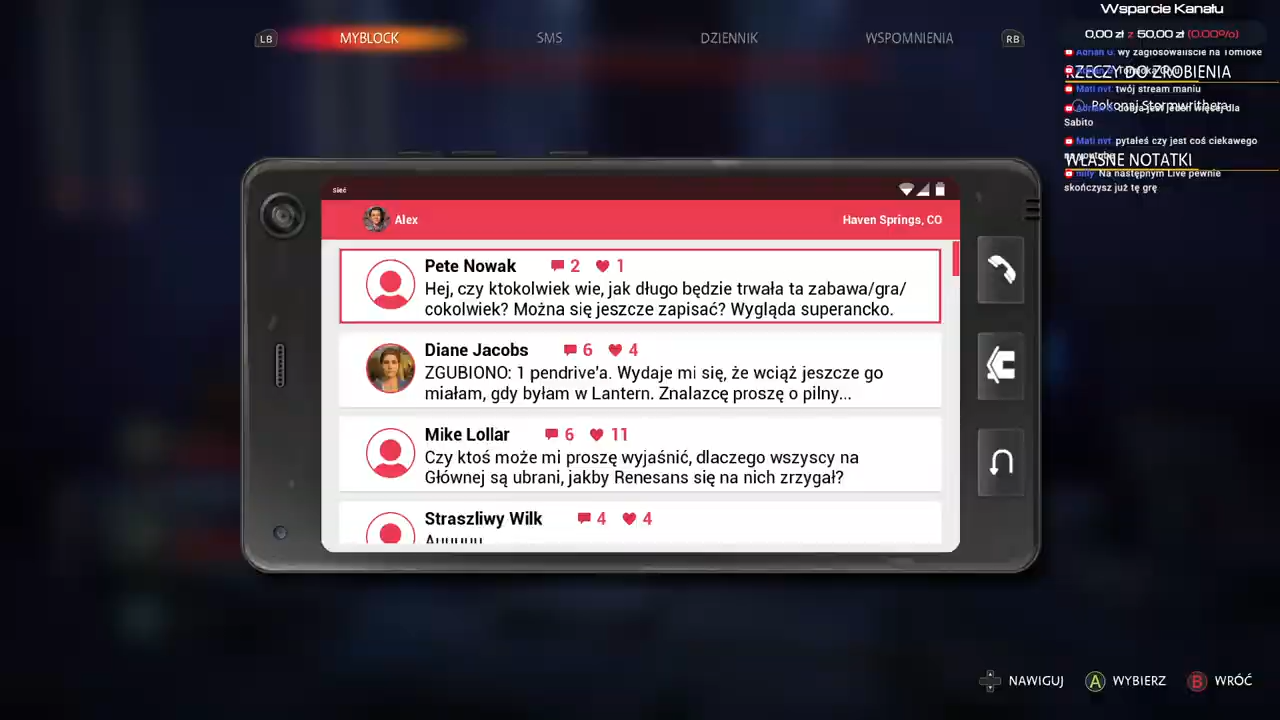 LB
MYBLOCK
SMS
DZIENNIK
WSPOMNIENIA
RB
Wsparcie Kanału
0,00 zł z 50,00 zł (0.00%)
Adrian G. wy zagłosowaliście na Tomioke
RZECZY DO ZROBIENIA
Mati nvt. twój stream maniu
Pokonaj Stormwrithera
dla
Sabito
Mati nvt. pytałeś czy jest coś ciekawego
WŁASNE NOTATKI
Na następnym Live pewnie
skończysz już tę grę
Sieć
Alex
Haven Springs, CO
Pete Nowak 2 1
Hej, czy ktokolwiek wie, jak długo będzie trwała ta zabawa/gra/
cokolwiek? Można się jeszcze zapisać? Wygląda superancko.
Diane Jacobs 6 4
ZGUBIONO: 1 pendrive'a. Wydaje mi się, że wciąż jeszcze go
miałam, gdy byłam w Lantern. Znalazcę proszę o pilny...
Mike Lollar 6 11
Czy ktoś może mi proszę wyjaśnić, dlaczego wszyscy na
Głównej są ubrani, jakby Renesans się na nich zrzygał?
Straszliwy Wilk 4 4
NAWIGUJ
A WYBIERZ
B WRÓĆ